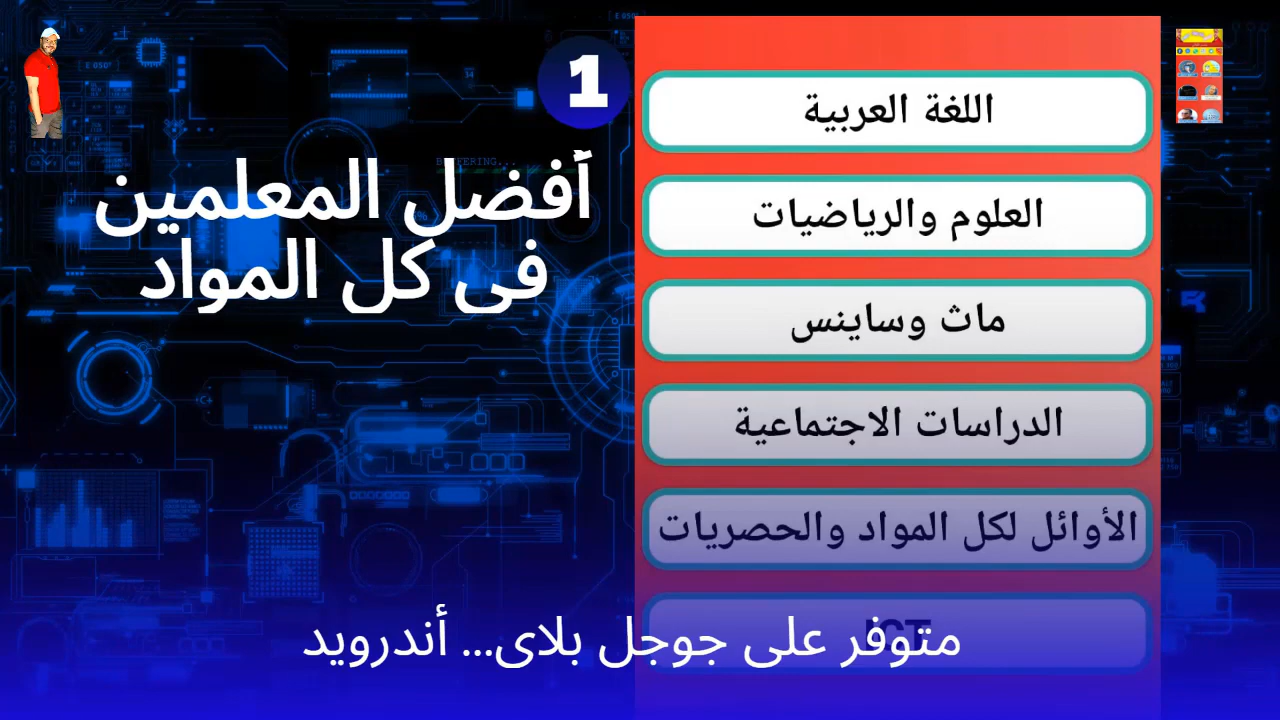 1
أفضل المعلمين
فى كل المواد
اللغة العربية
العلوم والرياضيات
ماث وساينس
الدراسات الاجتماعية
الأوائل لكل المواد والحصريات
ICT
متوفر على جوجل بلاى... أندرويد